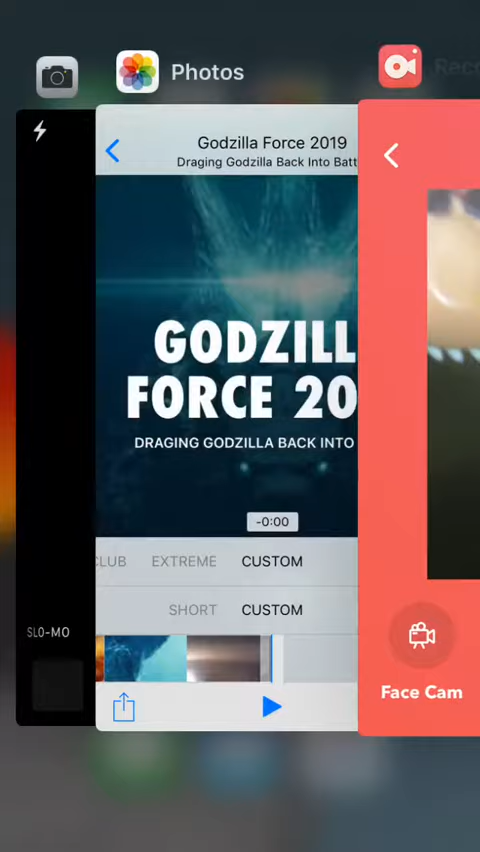 Photos
Godzilla Force 2019
Draging Godzilla Back Into Batt
GODZILL
FORCE 20
DRAGING GODZILLA BACK INTO
-0:00
CLUB EXTREME CUSTOM
SHORT CUSTOM
SLO-MO
Face Cam